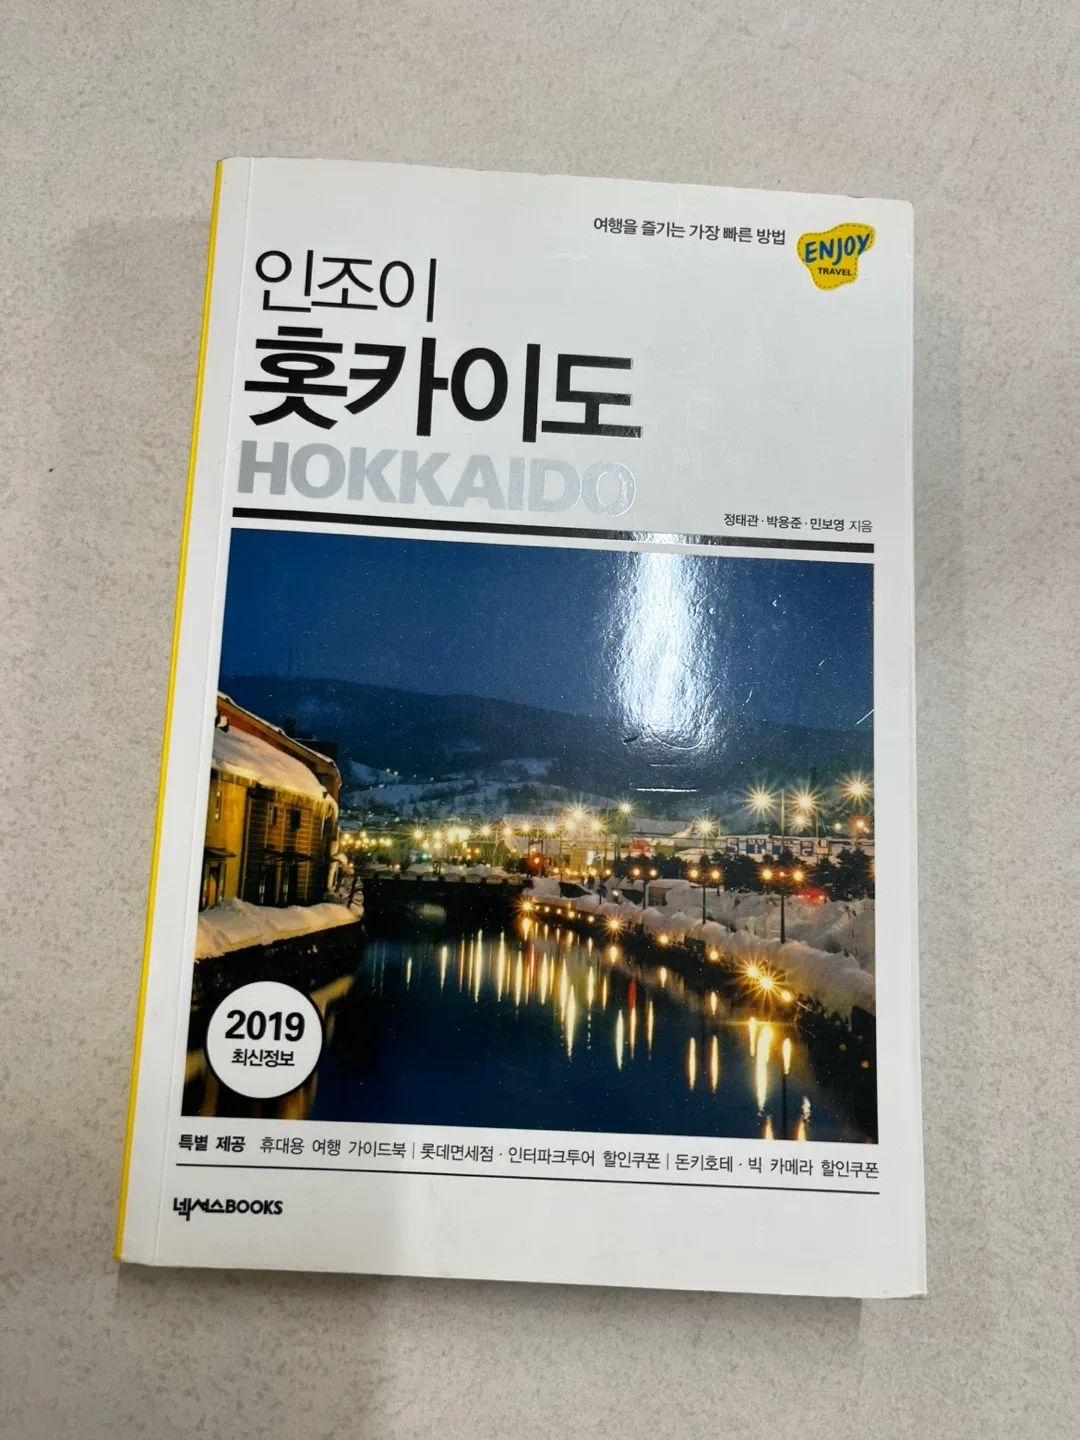 여행을 즐기는 가장 빠른 방법
ENJOY
TRAVEL
인조이
홋카이도
HOKKAIDO
정태관·박용준·민보영 지음
2019
최신정보
특별 제공 휴대용 여행 가이드북 | 롯데면세점·인터파크투어 할인쿠폰 | 돈키호테·빅 카메라 할인쿠폰
넥서스BOOKS